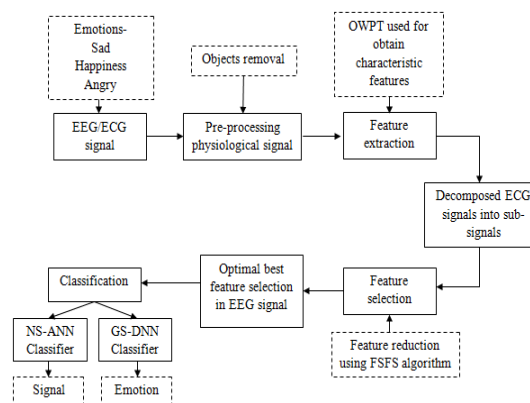 Emotions-
Sad
Happiness
Angry
Objects removal
OWPT used for
obtain
characteristic
features
EEG/ECG
signal
Pre-processing
physiological signal
Feature
extraction
Decomposed ECG
signals into sub-
signals
Classification
Optimal best
feature selection
in EEG signal
Feature
selection
NS-ANN
Classifier
GS-DNN
Classifier
Feature reduction
using FSFS algorithm
Signal
Emotion